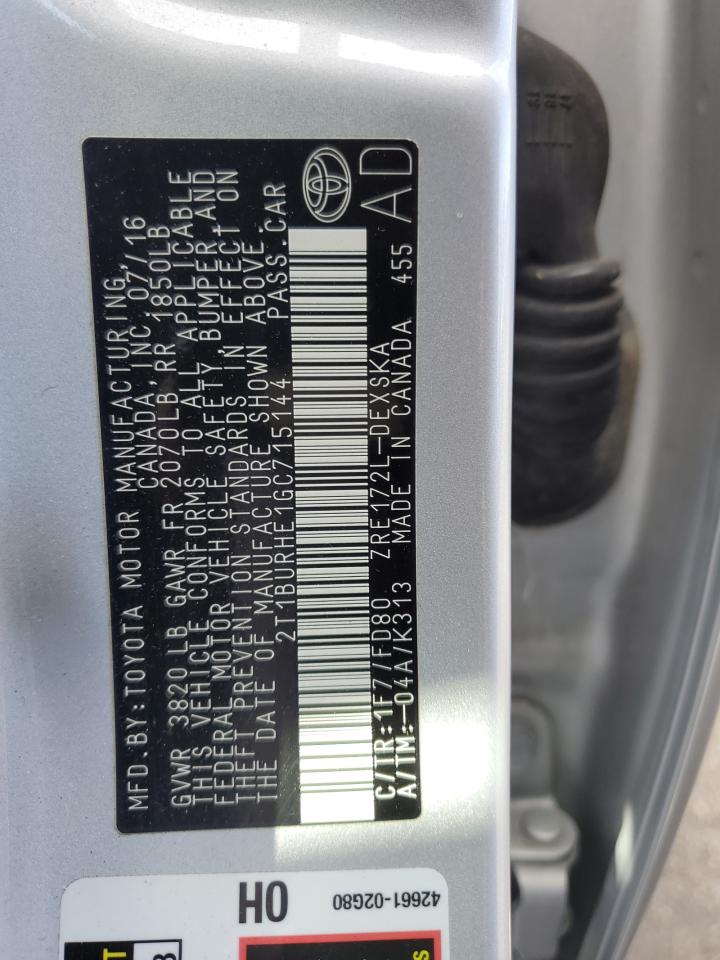 MFD.BY:TOYOTA MOTOR MANUFACTURING,
CANADA,INC.07/16
GVWR 3820LB GAWR FR 2070LB,RR 1850LB
THIS VEHICLE CONFORMS TO ALL APPLICABLE
FEDERAL MOTOR VEHICLE SAFETY, BUMPER,AND
THEFT PREVENTION STANDARDS IN EFFECT ON
THE DATE OF MANUFACTURE SHOWN ABOVE.
2T1BURHE1GC715144 PASS.CAR
C/TR:1F7/FD80 ZRE172L-DEXSKA
A/TM:-04A/K313 MADE IN CANADA 455
AD
0H
42661-02G80